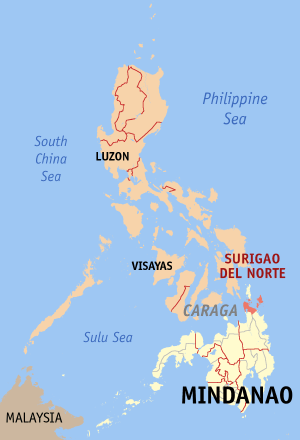 Philippine
Sea
South
China
Sea
LUZON
VISAYAS
SURIGAO
DEL NORTE
CARAGA
Sulu Sea
MINDANAO
MALAYSIA